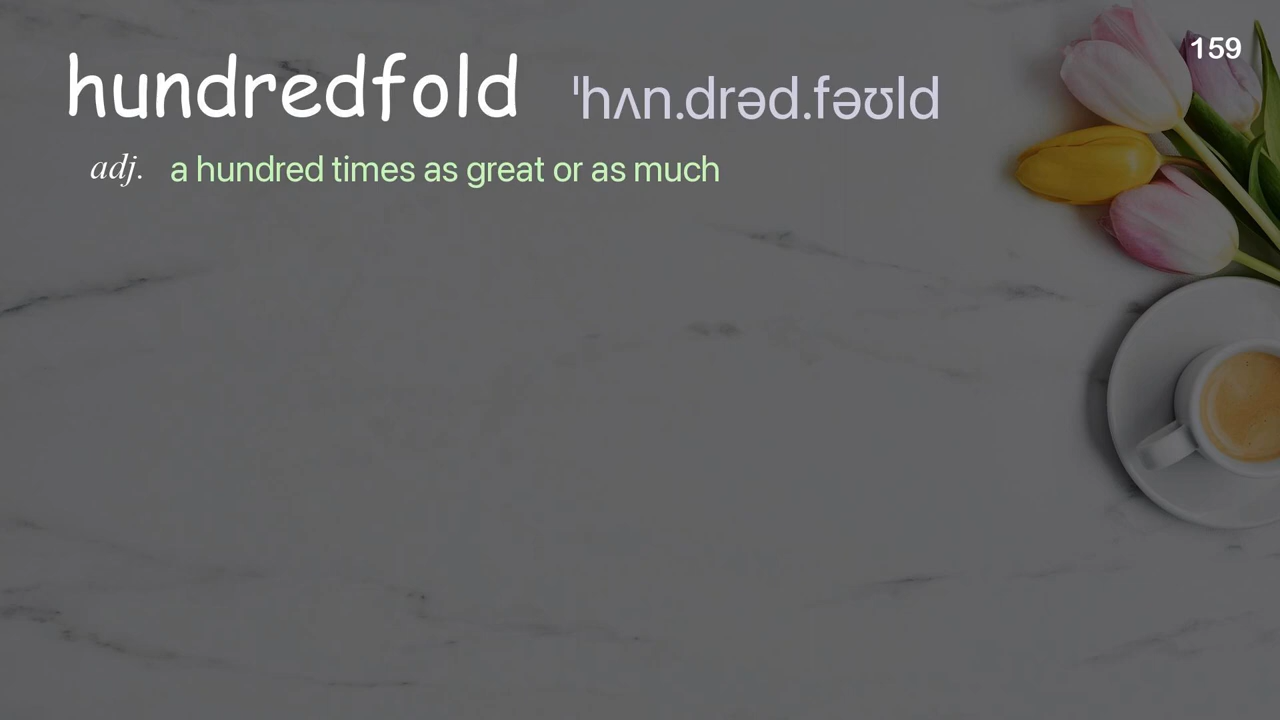 159
hundredfold ˈhʌn.drəd.fəʊld
adj. a hundred times as great or as much